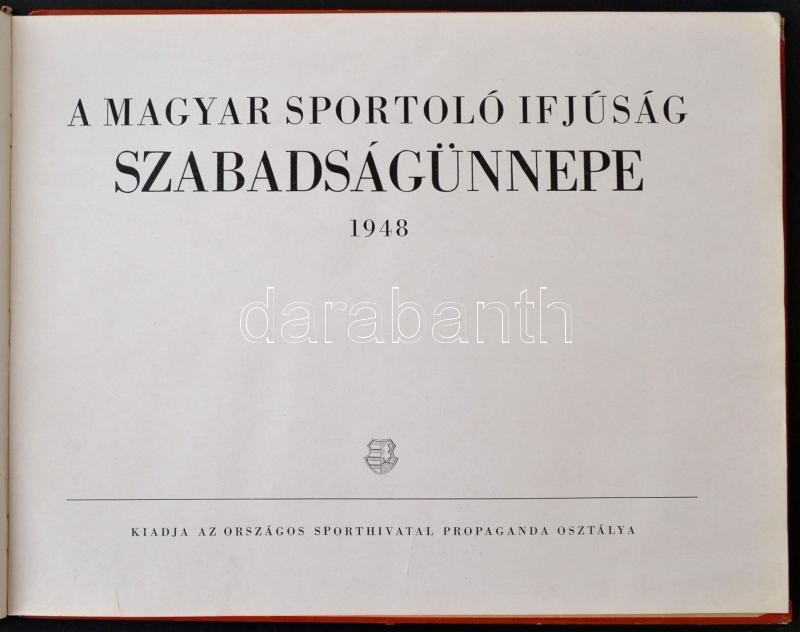 A MAGYAR SPORTOLÓ IFJÚSÁG
SZABADSÁGÜNNEPE
1948
darabanth
KIADJA AZ ORSZÁGOS SPORTHIVATAL PROPAGANDA OSZTÁLYA